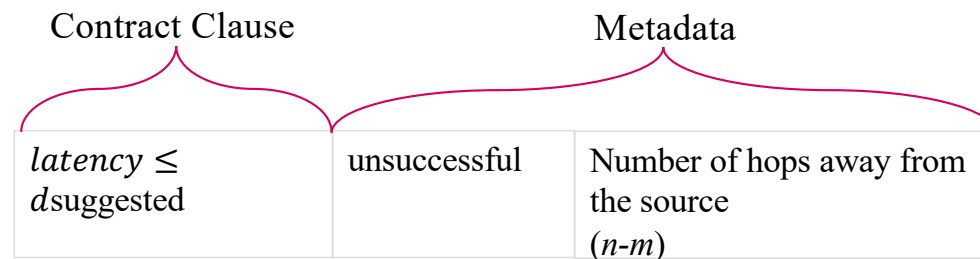 Contract Clause
Metadata
latency ≤
dsuggested
unsuccessful
Number of hops away from
the source
(n-m)